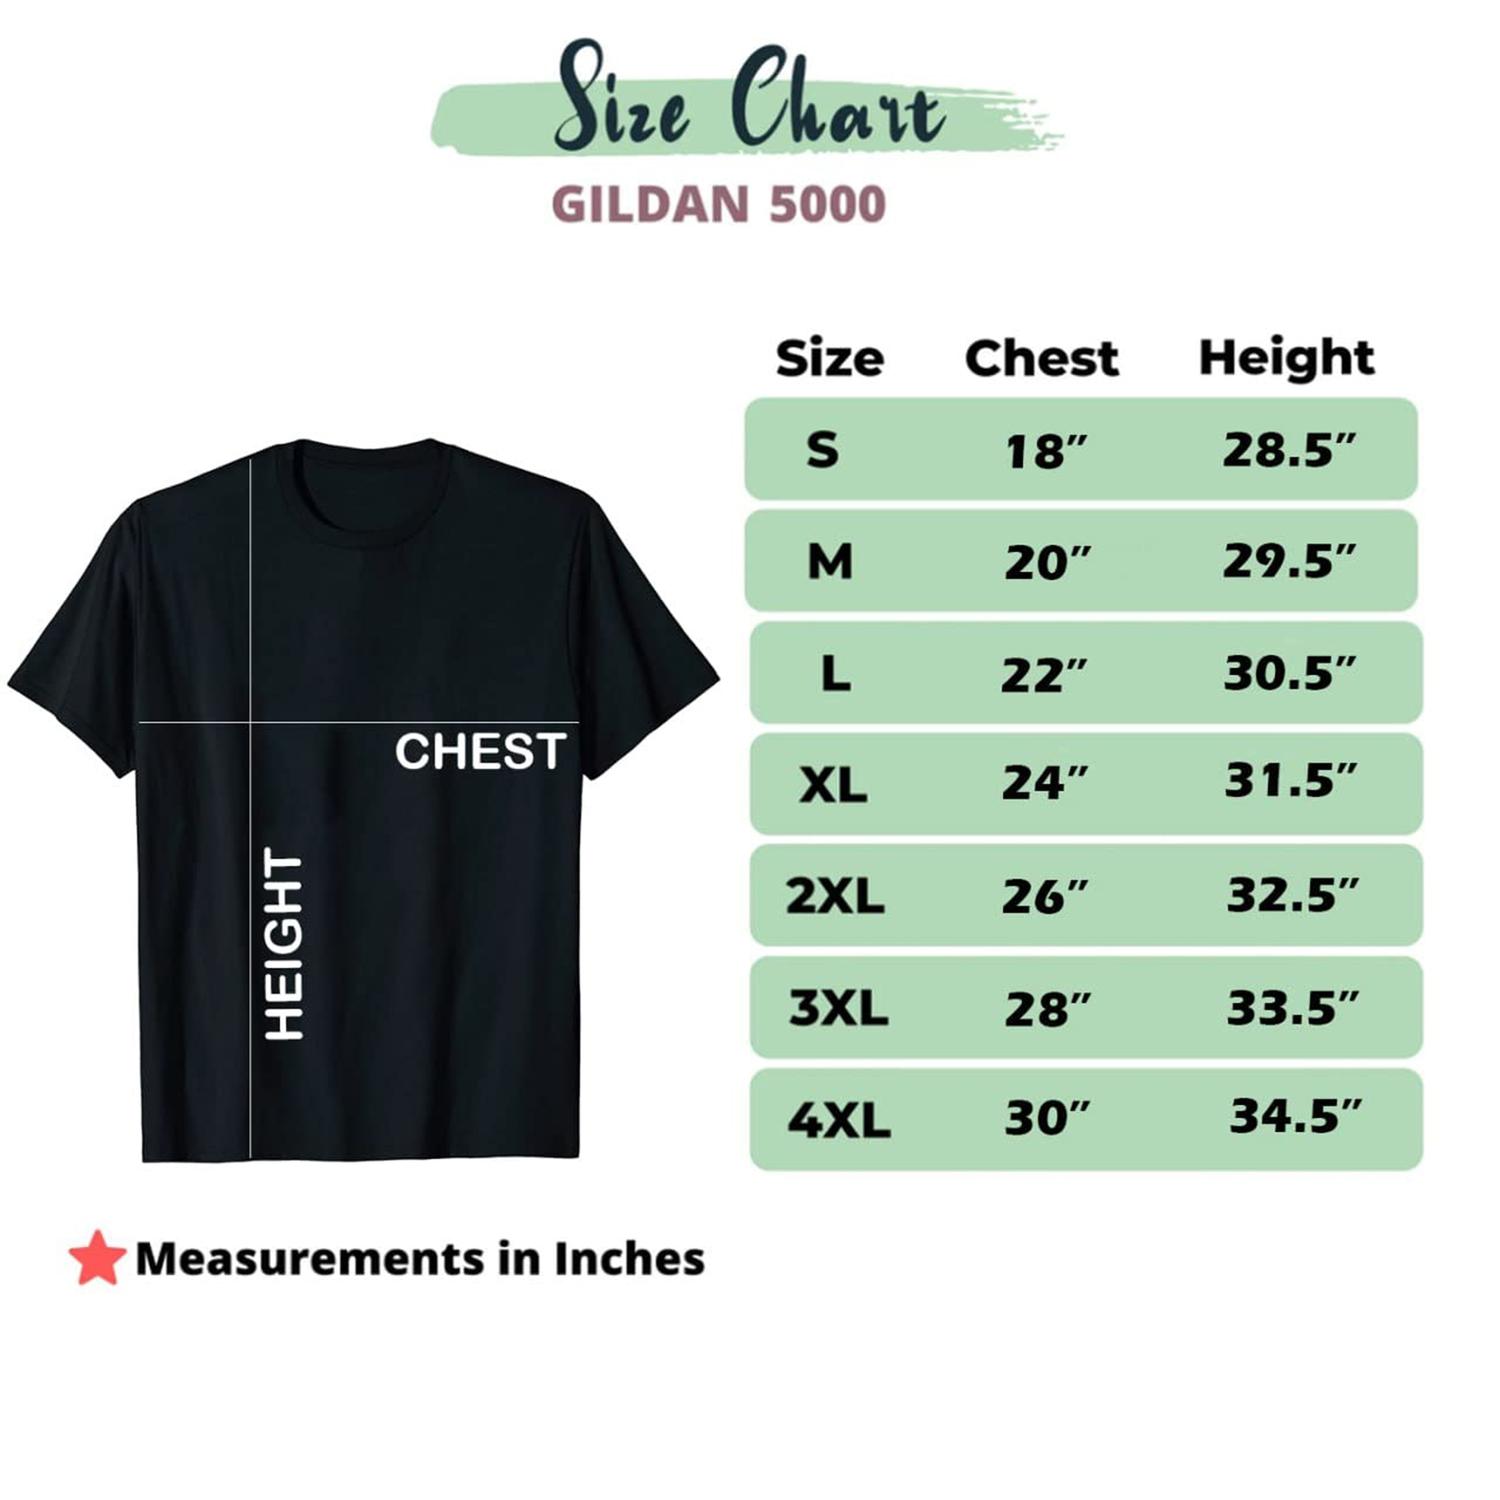 Size Chart
GILDAN 5000
Size Chest Height
S 18″ 28.5″
M 20″ 29.5″
L 22″ 30.5″
XL 24″ 31.5″
2XL 26″ 32.5″
3XL 28″ 33.5″
4XL 30″ 34.5″
CHEST
HEIGHT
Measurements in Inches